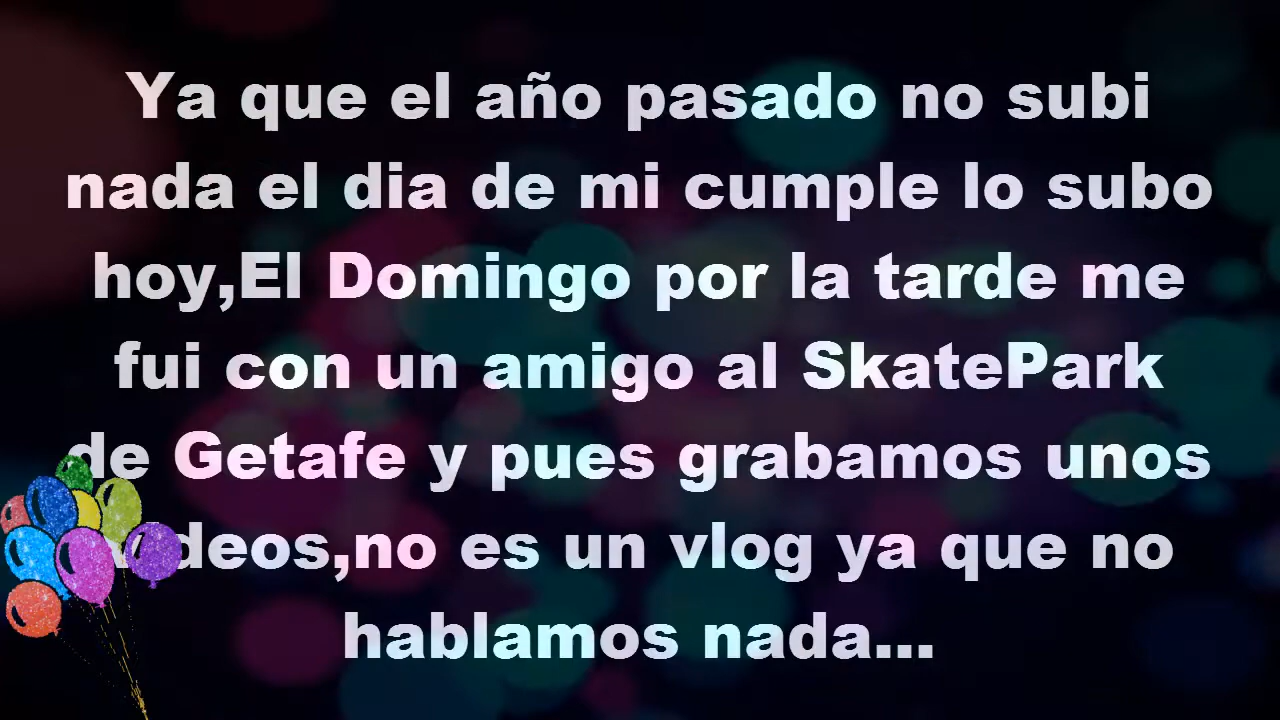 Ya que el año pasado no subi
nada el dia de mi cumple lo subo
hoy,El Domingo por la tarde me
fui con un amigo al SkatePark
de Getafe y pues grabamos unos
videos,no es un vlog ya que no
hablamos nada...